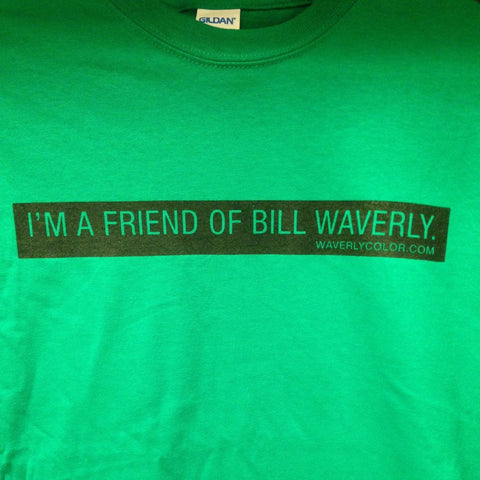 GILDAN
I'M A FRIEND OF BILL WAVERLY.
WAVERLYCOLOR.COM